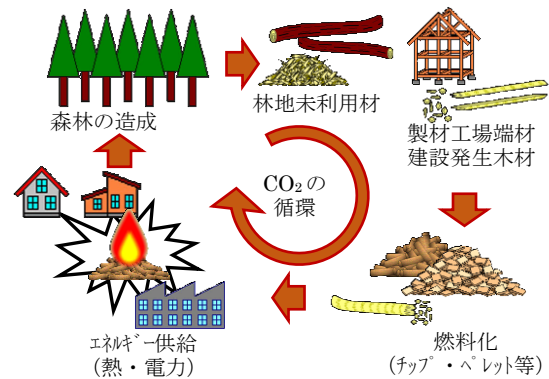 森林の造成
林地未利用材
製材工場端材
建設発生木材
CO₂の
循環
ｴﾈﾙｷﾞｰ供給
（熱・電力）
燃料化
（ﾁｯﾌﾟ・ﾍﾟﾚｯﾄ等）